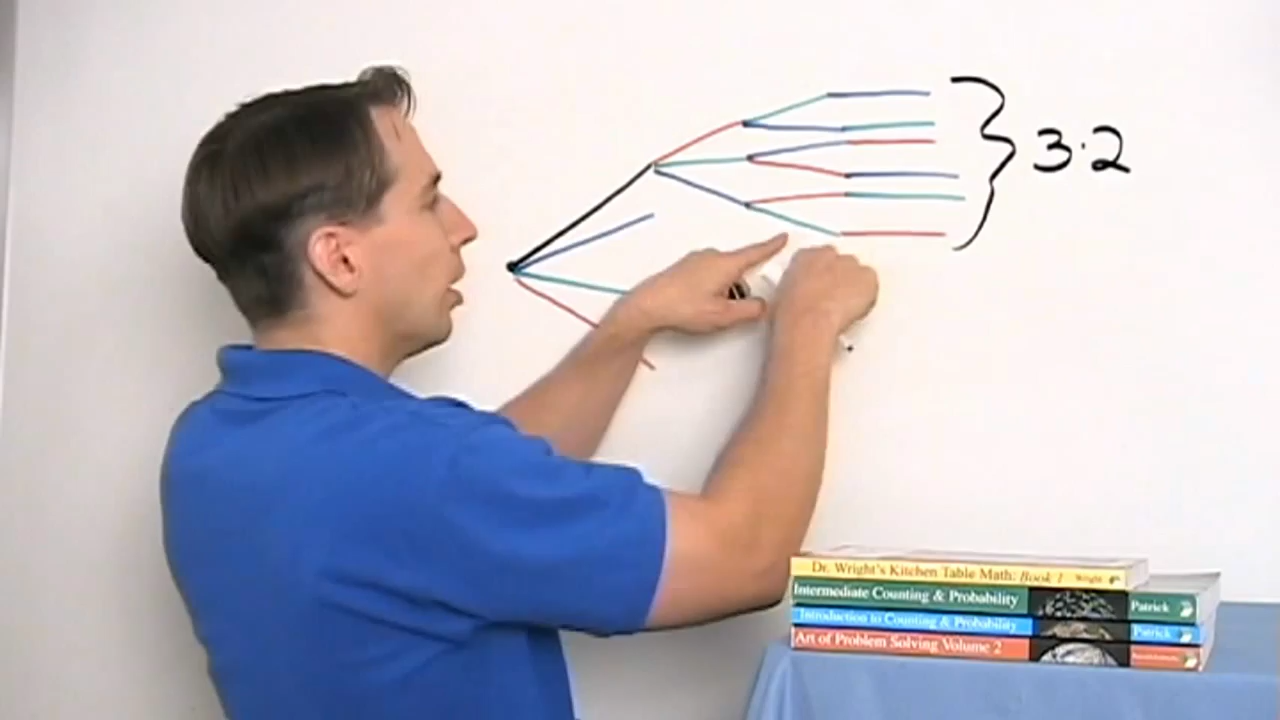 3·2
Dr. Wright's Kitchen Table Math: Book 1 Wright
Intermediate Counting & Probability Patrick
Introduction to Counting & Probability Patrick
Art of Problem Solving Volume 2